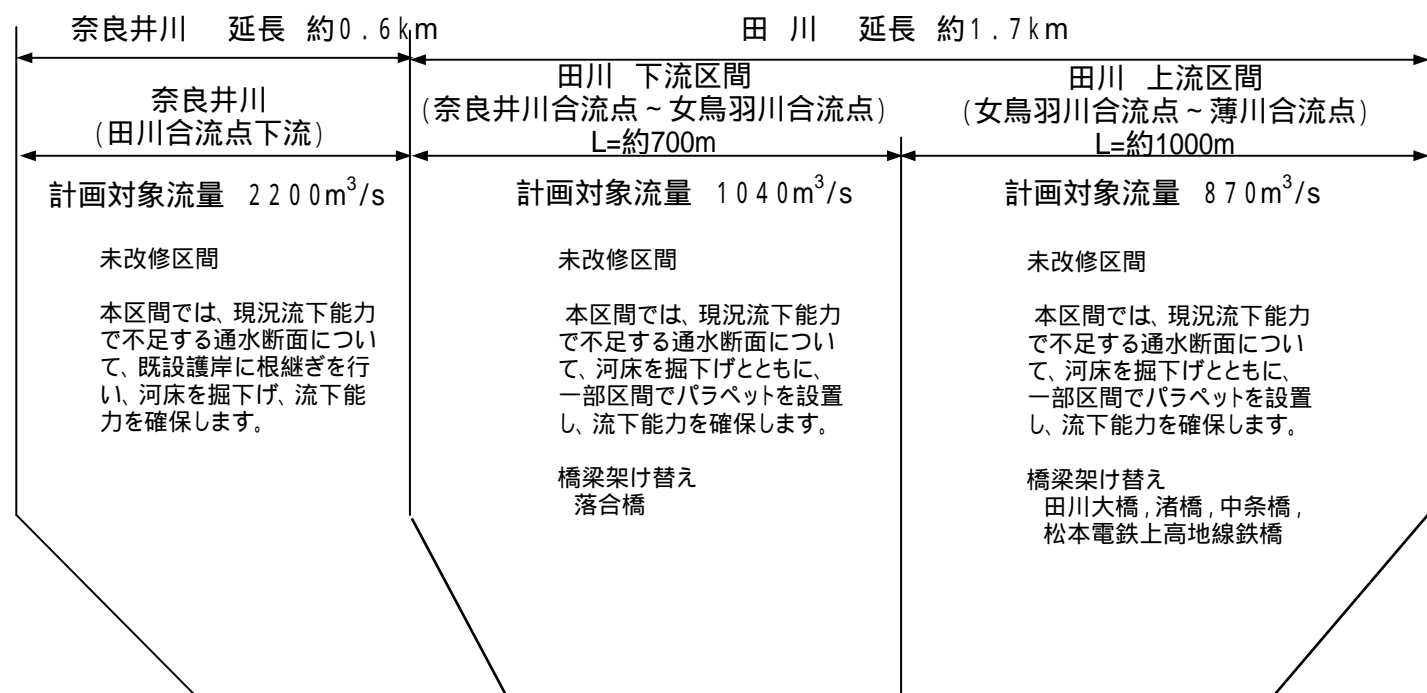 奈良井川 延長 約0.6km
田 川 延長 約1.7km
奈良井川
(田川合流点下流)
田川 下流区間
(奈良井川合流点~女鳥羽川合流点)
L=約700m
田川 上流区間
(女鳥羽川合流点~薄川合流点)
L=約1000m
計画対象流量 2200m³/s
計画対象流量 1040m³/s
計画対象流量 870m³/s
未改修区間
本区間では、現況流下能力
で不足する通水断面につい
て、既設護岸に根継ぎを行
い、河床を掘下げ、流下能
力を確保します。
未改修区間
本区間では、現況流下能力
で不足する通水断面につい
て、河床を掘下げとともに、
一部区間でパラペットを設置
し、流下能力を確保します。
橋梁架け替え
落合橋
未改修区間
本区間では、現況流下能力
で不足する通水断面につい
て、河床を掘下げとともに、
一部区間でパラペットを設置
し、流下能力を確保します。
橋梁架け替え
田川大橋,渚橋,中条橋,
松本電鉄上高地線鉄橋